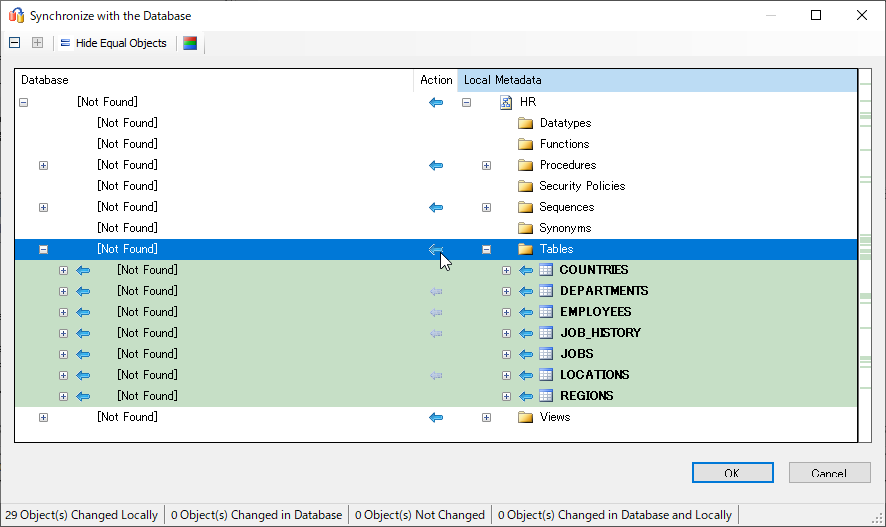 Synchronize with the Database
Hide Equal Objects
Database Action Local Metadata
[Not Found] HR
[Not Found] Datatypes
[Not Found] Functions
[Not Found] Procedures
[Not Found] Security Policies
[Not Found] Sequences
[Not Found] Synonyms
[Not Found] Tables
[Not Found] COUNTRIES
[Not Found] DEPARTMENTS
[Not Found] EMPLOYEES
[Not Found] JOB_HISTORY
[Not Found] JOBS
[Not Found] LOCATIONS
[Not Found] REGIONS
[Not Found] Views
OK Cancel
29 Object(s) Changed Locally 0 Object(s) Changed in Database 0 Object(s) Not Changed 0 Object(s) Changed in Database and Locally